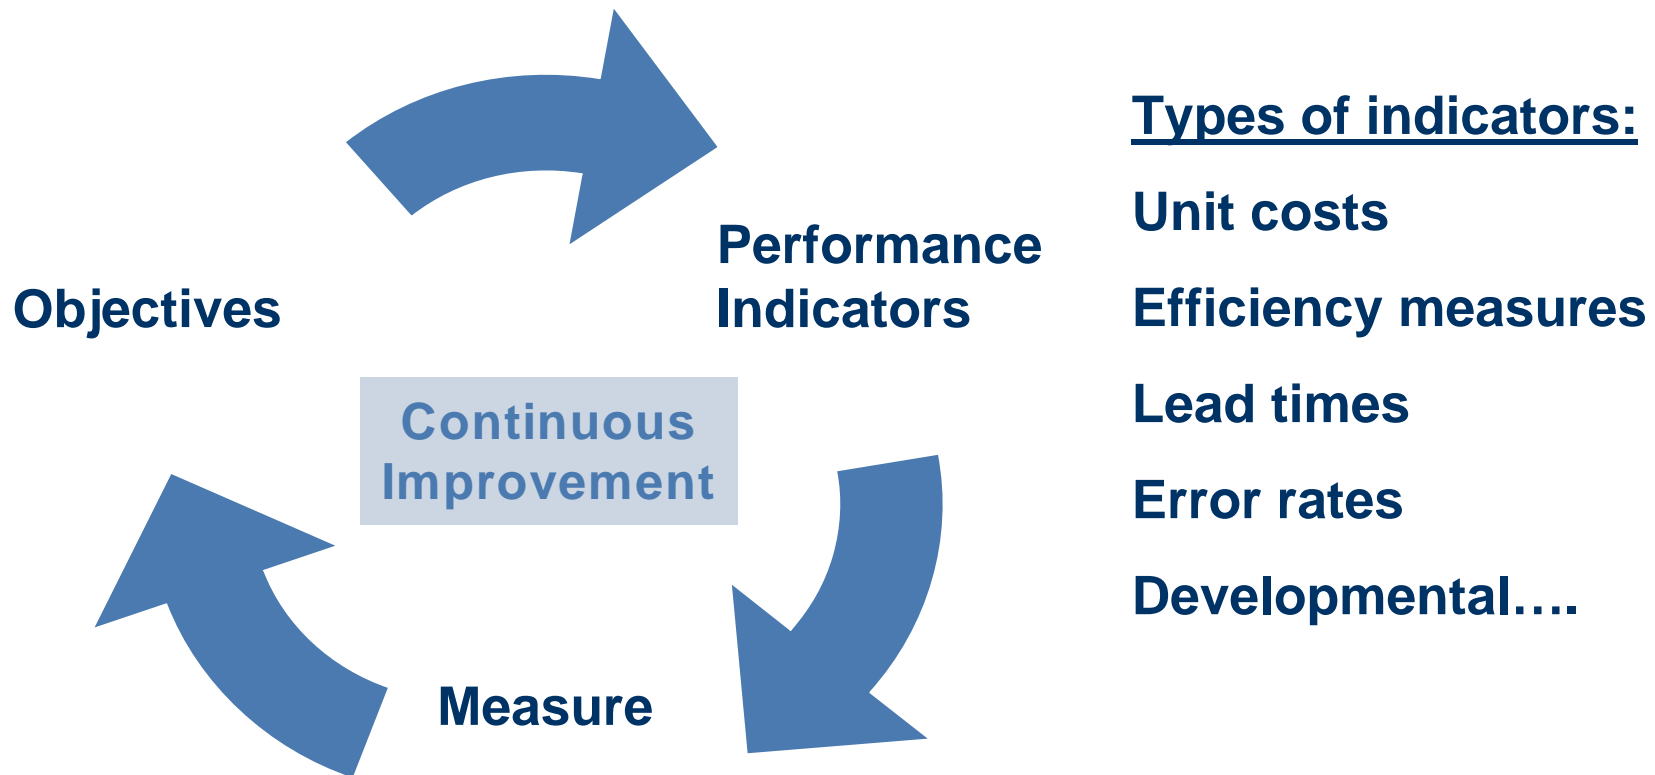 Objectives
Performance
Indicators
Continuous
Improvement
Measure
Types of indicators:
Unit costs
Efficiency measures
Lead times
Error rates
Developmental….